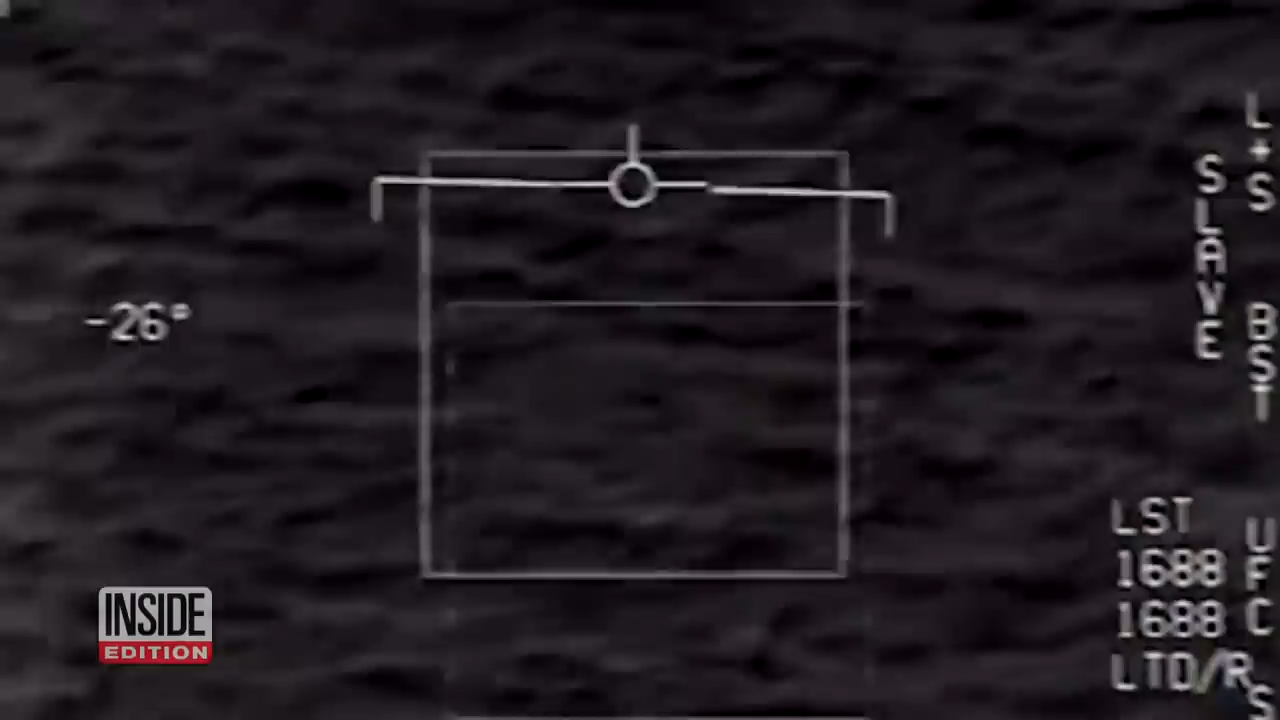 -26°
L+S
SLAVE
BST
LST
1688
1688
LTD/R
UFC
S
INSIDE
EDITION